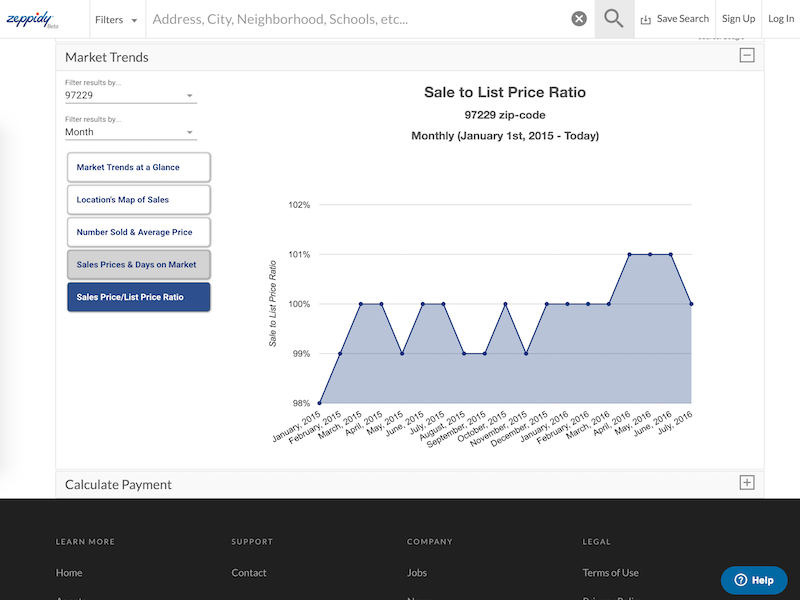 zeppidy
Beta
Filters
Address, City, Neighborhood, Schools, etc...
Save Search
Sign Up
Log In
Market Trends
Filter results by...
97229
Filter results by...
Month
Market Trends at a Glance
Location's Map of Sales
Number Sold & Average Price
Sales Prices & Days on Market
Sales Price/List Price Ratio
Sale to List Price Ratio
97229 zip-code
Monthly (January 1st, 2015 - Today)
Sale to List Price Ratio
102%
101%
100%
99%
98%
January, 2015
February, 2015
March, 2015
April, 2015
May, 2015
June, 2015
July, 2015
August, 2015
September, 2015
October, 2015
November, 2015
December, 2015
January, 2016
February, 2016
March, 2016
April, 2016
May, 2016
June, 2016
July, 2016
Calculate Payment
LEARN MORE
SUPPORT
COMPANY
LEGAL
Home
Contact
Jobs
Terms of Use
Help